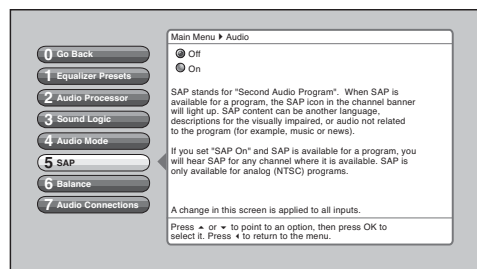 Main Menu ▸ Audio
0 Go Back
1 Equalizer Presets
2 Audio Processor
3 Sound Logic
4 Audio Mode
5 SAP
6 Balance
7 Audio Connections
Off
On
SAP stands for "Second Audio Program". When SAP is
available for a program, the SAP icon in the channel banner
will light up. SAP content can be another language,
descriptions for the visually impaired, or audio not related
to the program (for example, music or news).
If you set "SAP On" and SAP is available for a program, you
will hear SAP for any channel where it is available. SAP is
only available for analog (NTSC) programs.
A change in this screen is applied to all inputs.
Press ▴ or ▾ to point to an option, then press OK to
select it. Press ◂ to return to the menu.